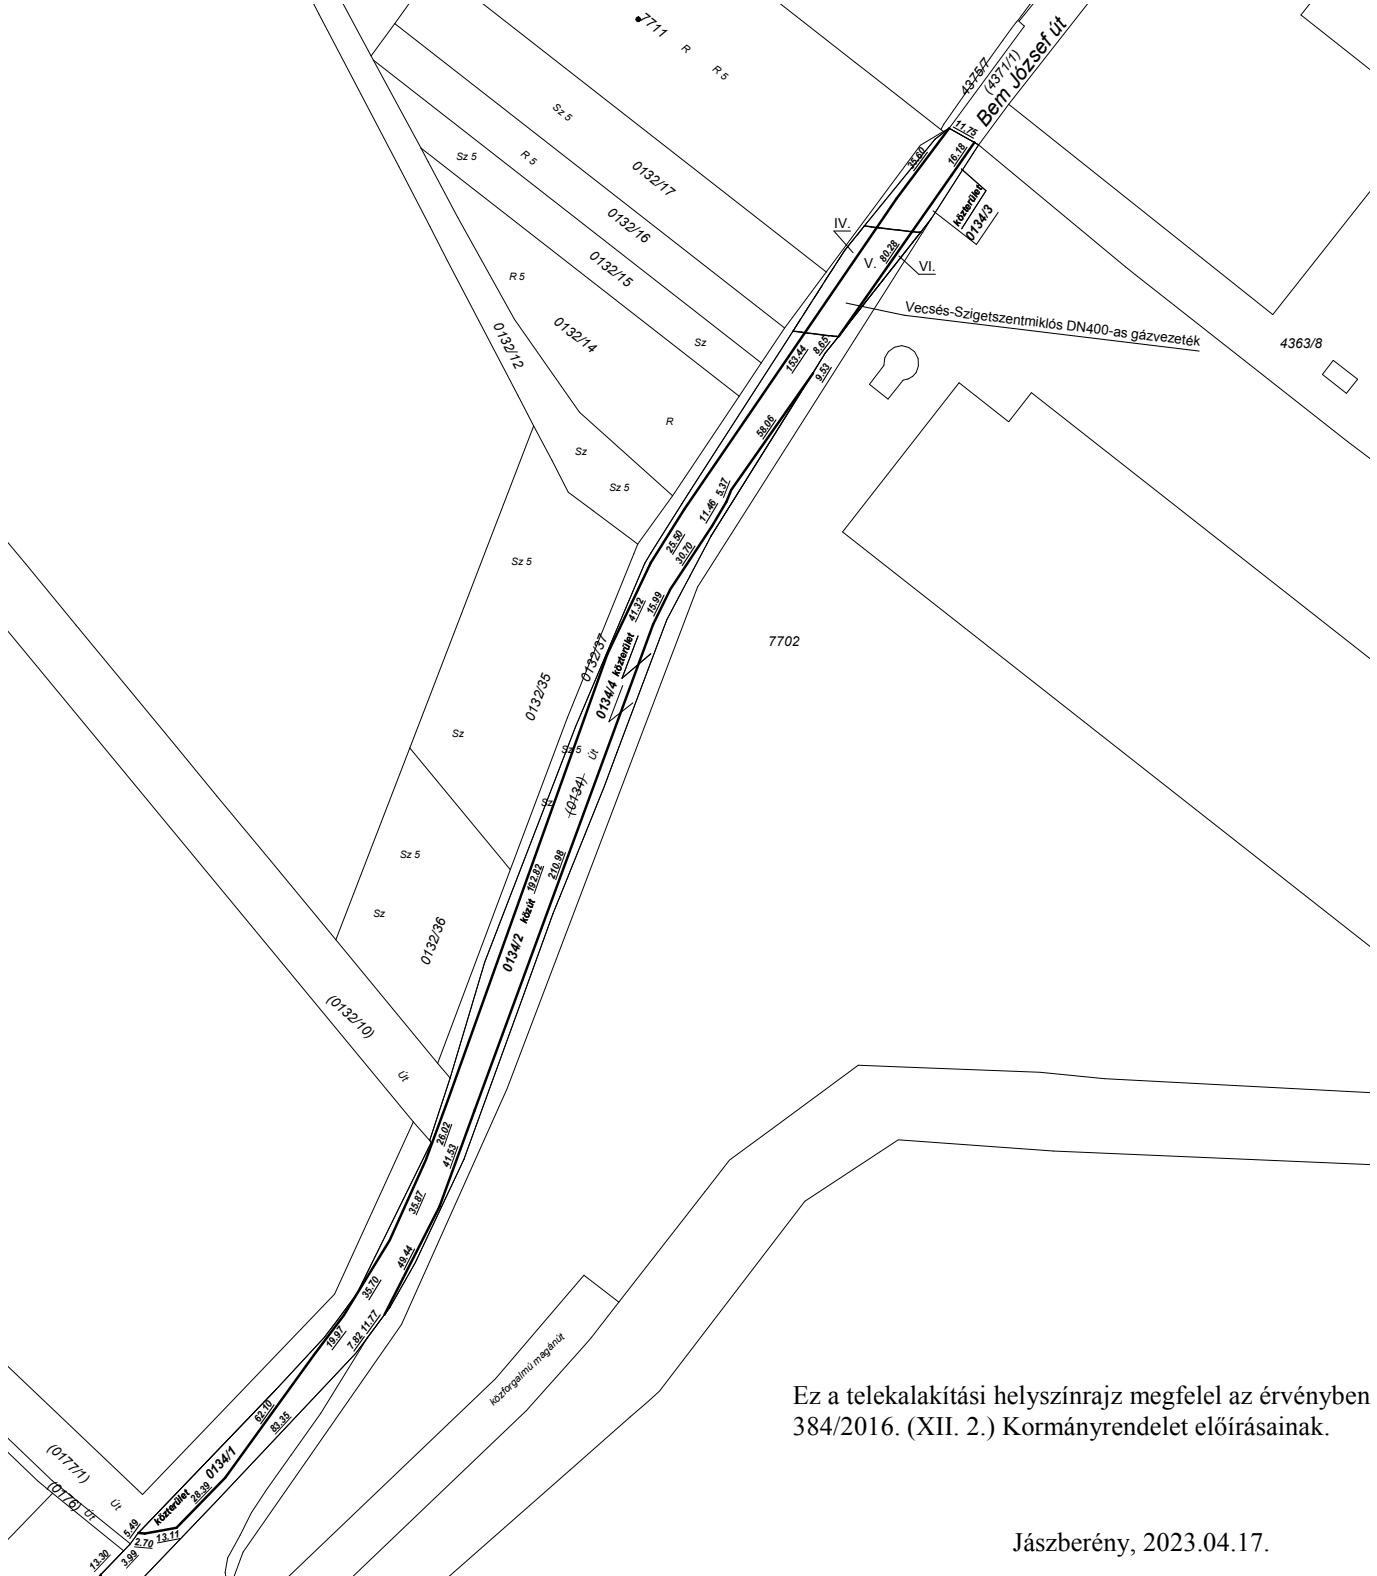 7711
R
R 5
4375/7
(4371/1)
Bem József út
Sz 5
11.75
16.18
35.60
Sz 5
R 5
0132/17
közterület
0134/3
0132/16
IV.
0132/15
V.
80.28
VI.
R 5
Vecsés-Szigetszentmiklós DN400-as gázvezeték
0132/12
0132/14
Sz
153.44
8.65
9.53
4363/8
R
58.06
Sz
Sz 5
5.37
11.46
25.50
30.70
Sz 5
41.32
15.99
7702
0132/37
közterület
0132/35
0134/4
Sz
Sz 5
Út
Sz
(0134)
Sz 5
192.82
210.98
Sz
közút
0132/36
0134/2
(0132/10)
Út
26.02
41.53
35.87
49.44
35.70
11.77
7.82
19.97
közforgalmú magánút
62.10
83.35
Ez a telekalakítási helyszínrajz megfelel az érvényben
384/2016. (XII. 2.) Kormányrendelet előírásainak.
(0177/1)
0134/1
28.39
közterület
(0176)
Út
Út
5.49
2.70
13.11
3.99
13.30
Jászberény, 2023.04.17.